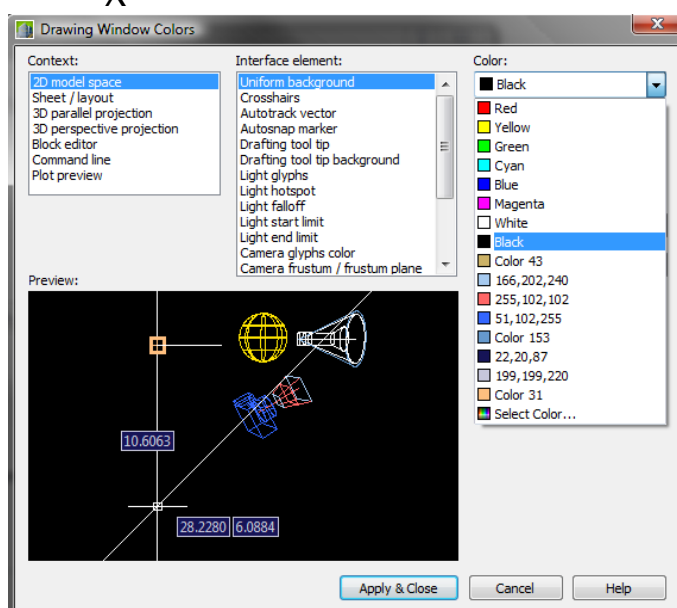 X
Drawing Window Colors
Context:
2D model space
Sheet / layout
3D parallel projection
3D perspective projection
Block editor
Command line
Plot preview
Interface element:
Uniform background
Crosshairs
Autotrack vector
Autosnap marker
Drafting tool tip
Drafting tool tip background
Light glyphs
Light hotspot
Light falloff
Light start limit
Light end limit
Camera glyphs color
Camera frustum / frustum plane
Color:
Black
Red
Yellow
Green
Cyan
Blue
Magenta
White
Black
Color 43
166,202,240
255,102,102
51,102,255
Color 153
22,20,87
199,199,220
Color 31
Select Color...
Preview:
10.6063
28.2280 6.0884
Apply & Close Cancel Help